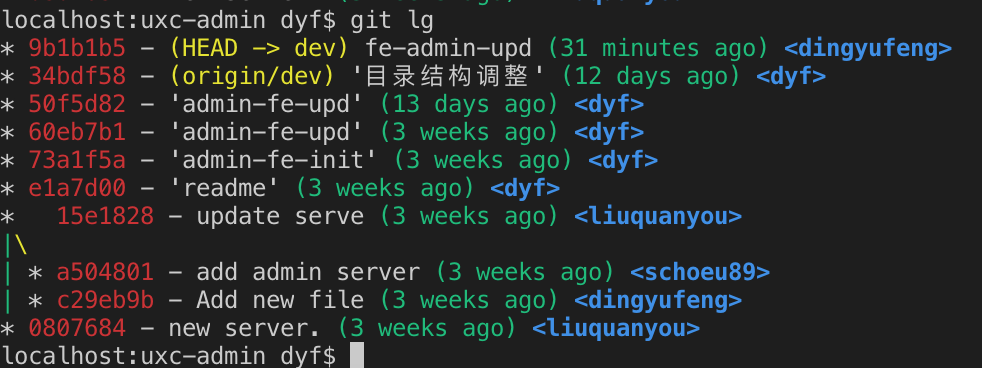 localhost:uxc-admin dyf$ git lg
* 9b1b1b5 - (HEAD -> dev) fe-admin-upd (31 minutes ago) <dingyufeng>
* 34bdf58 - (origin/dev) '目录结构调整' (12 days ago) <dyf>
* 50f5d82 - 'admin-fe-upd' (13 days ago) <dyf>
* 60eb7b1 - 'admin-fe-upd' (3 weeks ago) <dyf>
* 73a1f5a - 'admin-fe-init' (3 weeks ago) <dyf>
* e1a7d00 - 'readme' (3 weeks ago) <dyf>
*   15e1828 - update serve (3 weeks ago) <liuquanyou>
|\
| * a504801 - add admin server (3 weeks ago) <schoeu89>
| * c29eb9b - Add new file (3 weeks ago) <dingyufeng>
* 0807684 - new server. (3 weeks ago) <liuquanyou>
localhost:uxc-admin dyf$